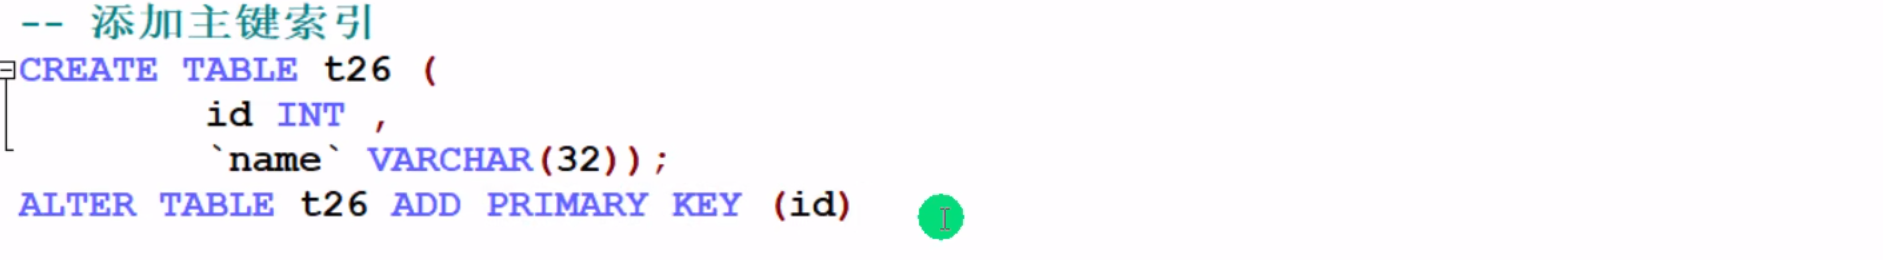 -- 添加主键索引
CREATE TABLE t26 (
id INT ,
`name` VARCHAR(32));
ALTER TABLE t26 ADD PRIMARY KEY (id)